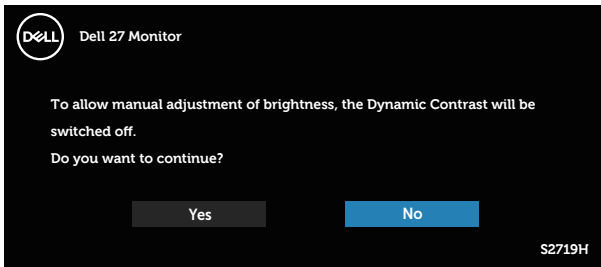 DELL
Dell 27 Monitor
To allow manual adjustment of brightness, the Dynamic Contrast will be
switched off.
Do you want to continue?
Yes No
S2719H